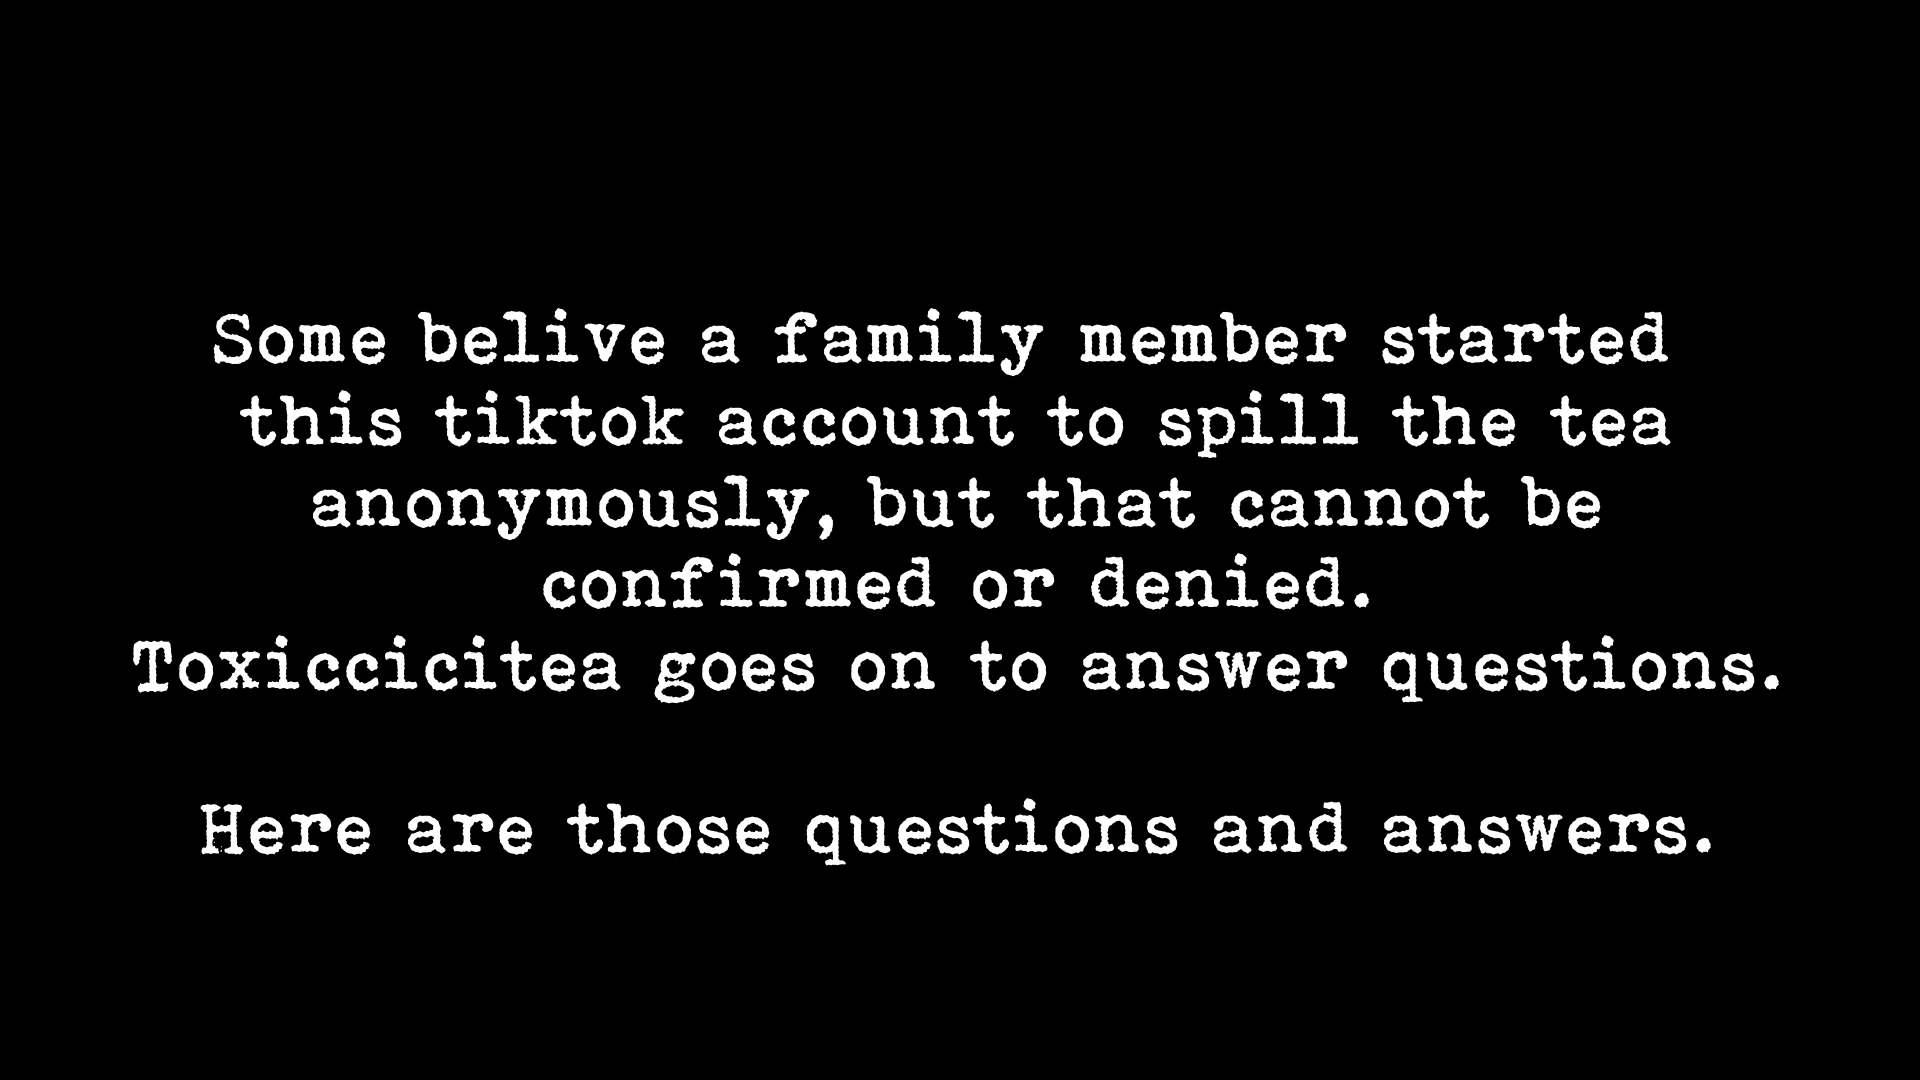 Some belive a family member started
this tiktok account to spill the tea
anonymously, but that cannot be
confirmed or denied.
Toxiccicitea goes on to answer questions.
Here are those questions and answers.